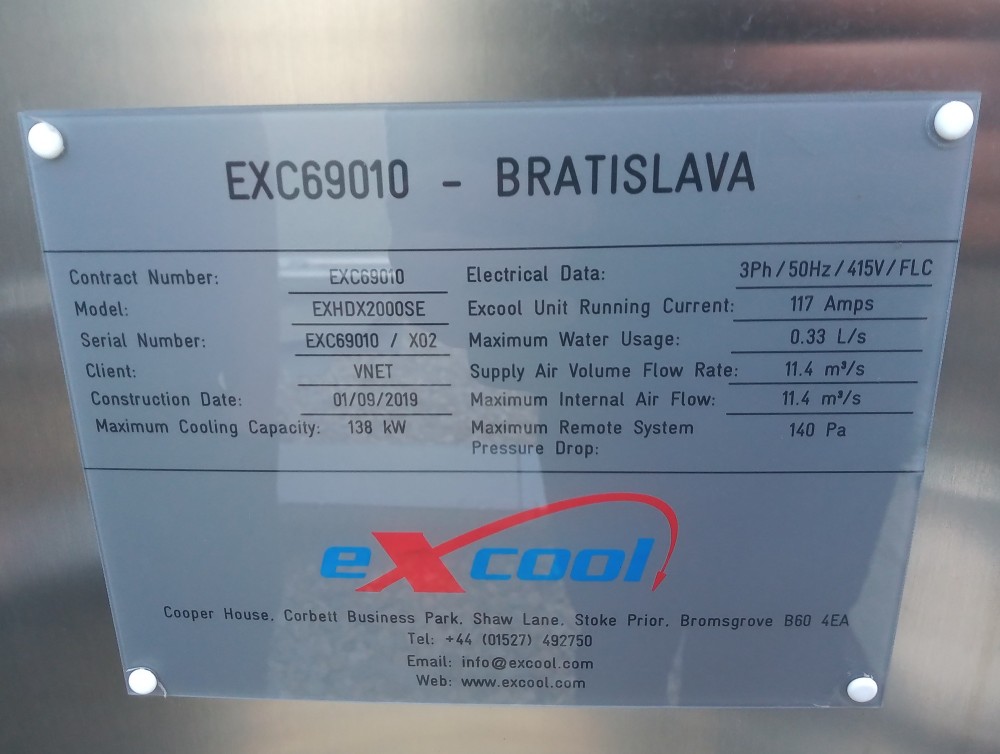 EXC69010 - BRATISLAVA
Contract Number: EXC69010
Model: EXHDX2000SE
Serial Number: EXC69010 / X02
Client: VNET
Construction Date: 01/09/2019
Maximum Cooling Capacity: 138 kW
Electrical Data: 3Ph/50Hz/415V/FLC
Excool Unit Running Current: 117 Amps
Maximum Water Usage: 0.33 L/s
Supply Air Volume Flow Rate: 11.4 m³/s
Maximum Internal Air Flow: 11.4 m³/s
Maximum Remote System 140 Pa
Pressure Drop:
excool
Cooper House, Corbett Business Park, Shaw Lane, Stoke Prior, Bromsgrove B60 4EA
Tel: +44 (01527) 492750
Email: info@excool.com
Web: www.excool.com